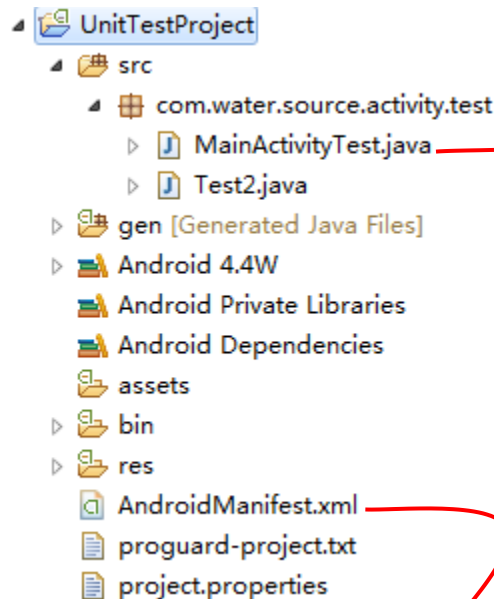 UnitTestProject
src
com.water.source.activity.test
MainActivityTest.java
Test2.java
gen [Generated Java Files]
Android 4.4W
Android Private Libraries
Android Dependencies
assets
bin
res
AndroidManifest.xml
proguard-project.txt
project.properties